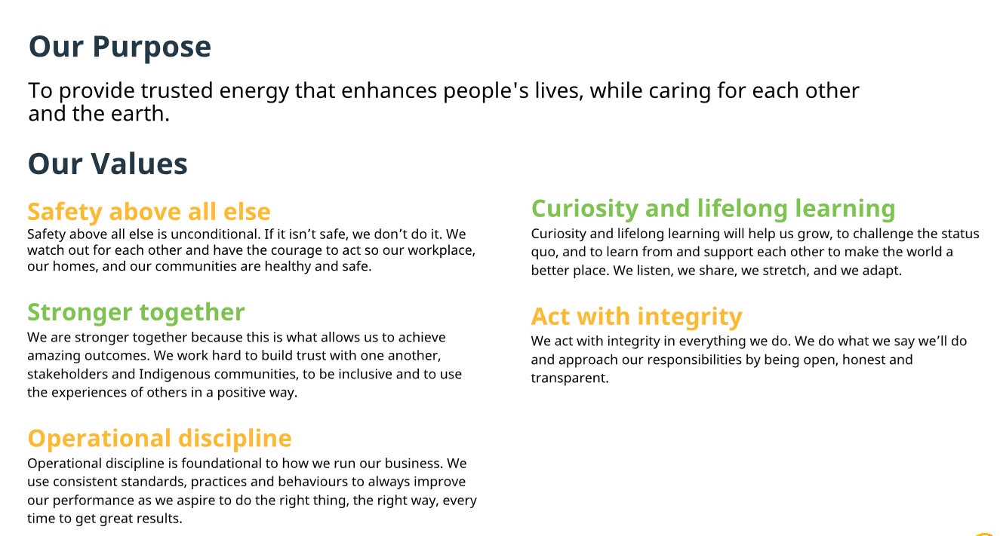 Our Purpose
To provide trusted energy that enhances people's lives, while caring for each other
and the earth.
Our Values
Safety above all else
Safety above all else is unconditional. If it isn’t safe, we don’t do it. We
watch out for each other and have the courage to act so our workplace,
our homes, and our communities are healthy and safe.
Stronger together
We are stronger together because this is what allows us to achieve
amazing outcomes. We work hard to build trust with one another,
stakeholders and Indigenous communities, to be inclusive and to use
the experiences of others in a positive way.
Operational discipline
Operational discipline is foundational to how we run our business. We
use consistent standards, practices and behaviours to always improve
our performance as we aspire to do the right thing, the right way, every
time to get great results.
Curiosity and lifelong learning
Curiosity and lifelong learning will help us grow, to challenge the status
quo, and to learn from and support each other to make the world a
better place. We listen, we share, we stretch, and we adapt.
Act with integrity
We act with integrity in everything we do. We do what we say we’ll do
and approach our responsibilities by being open, honest and
transparent.